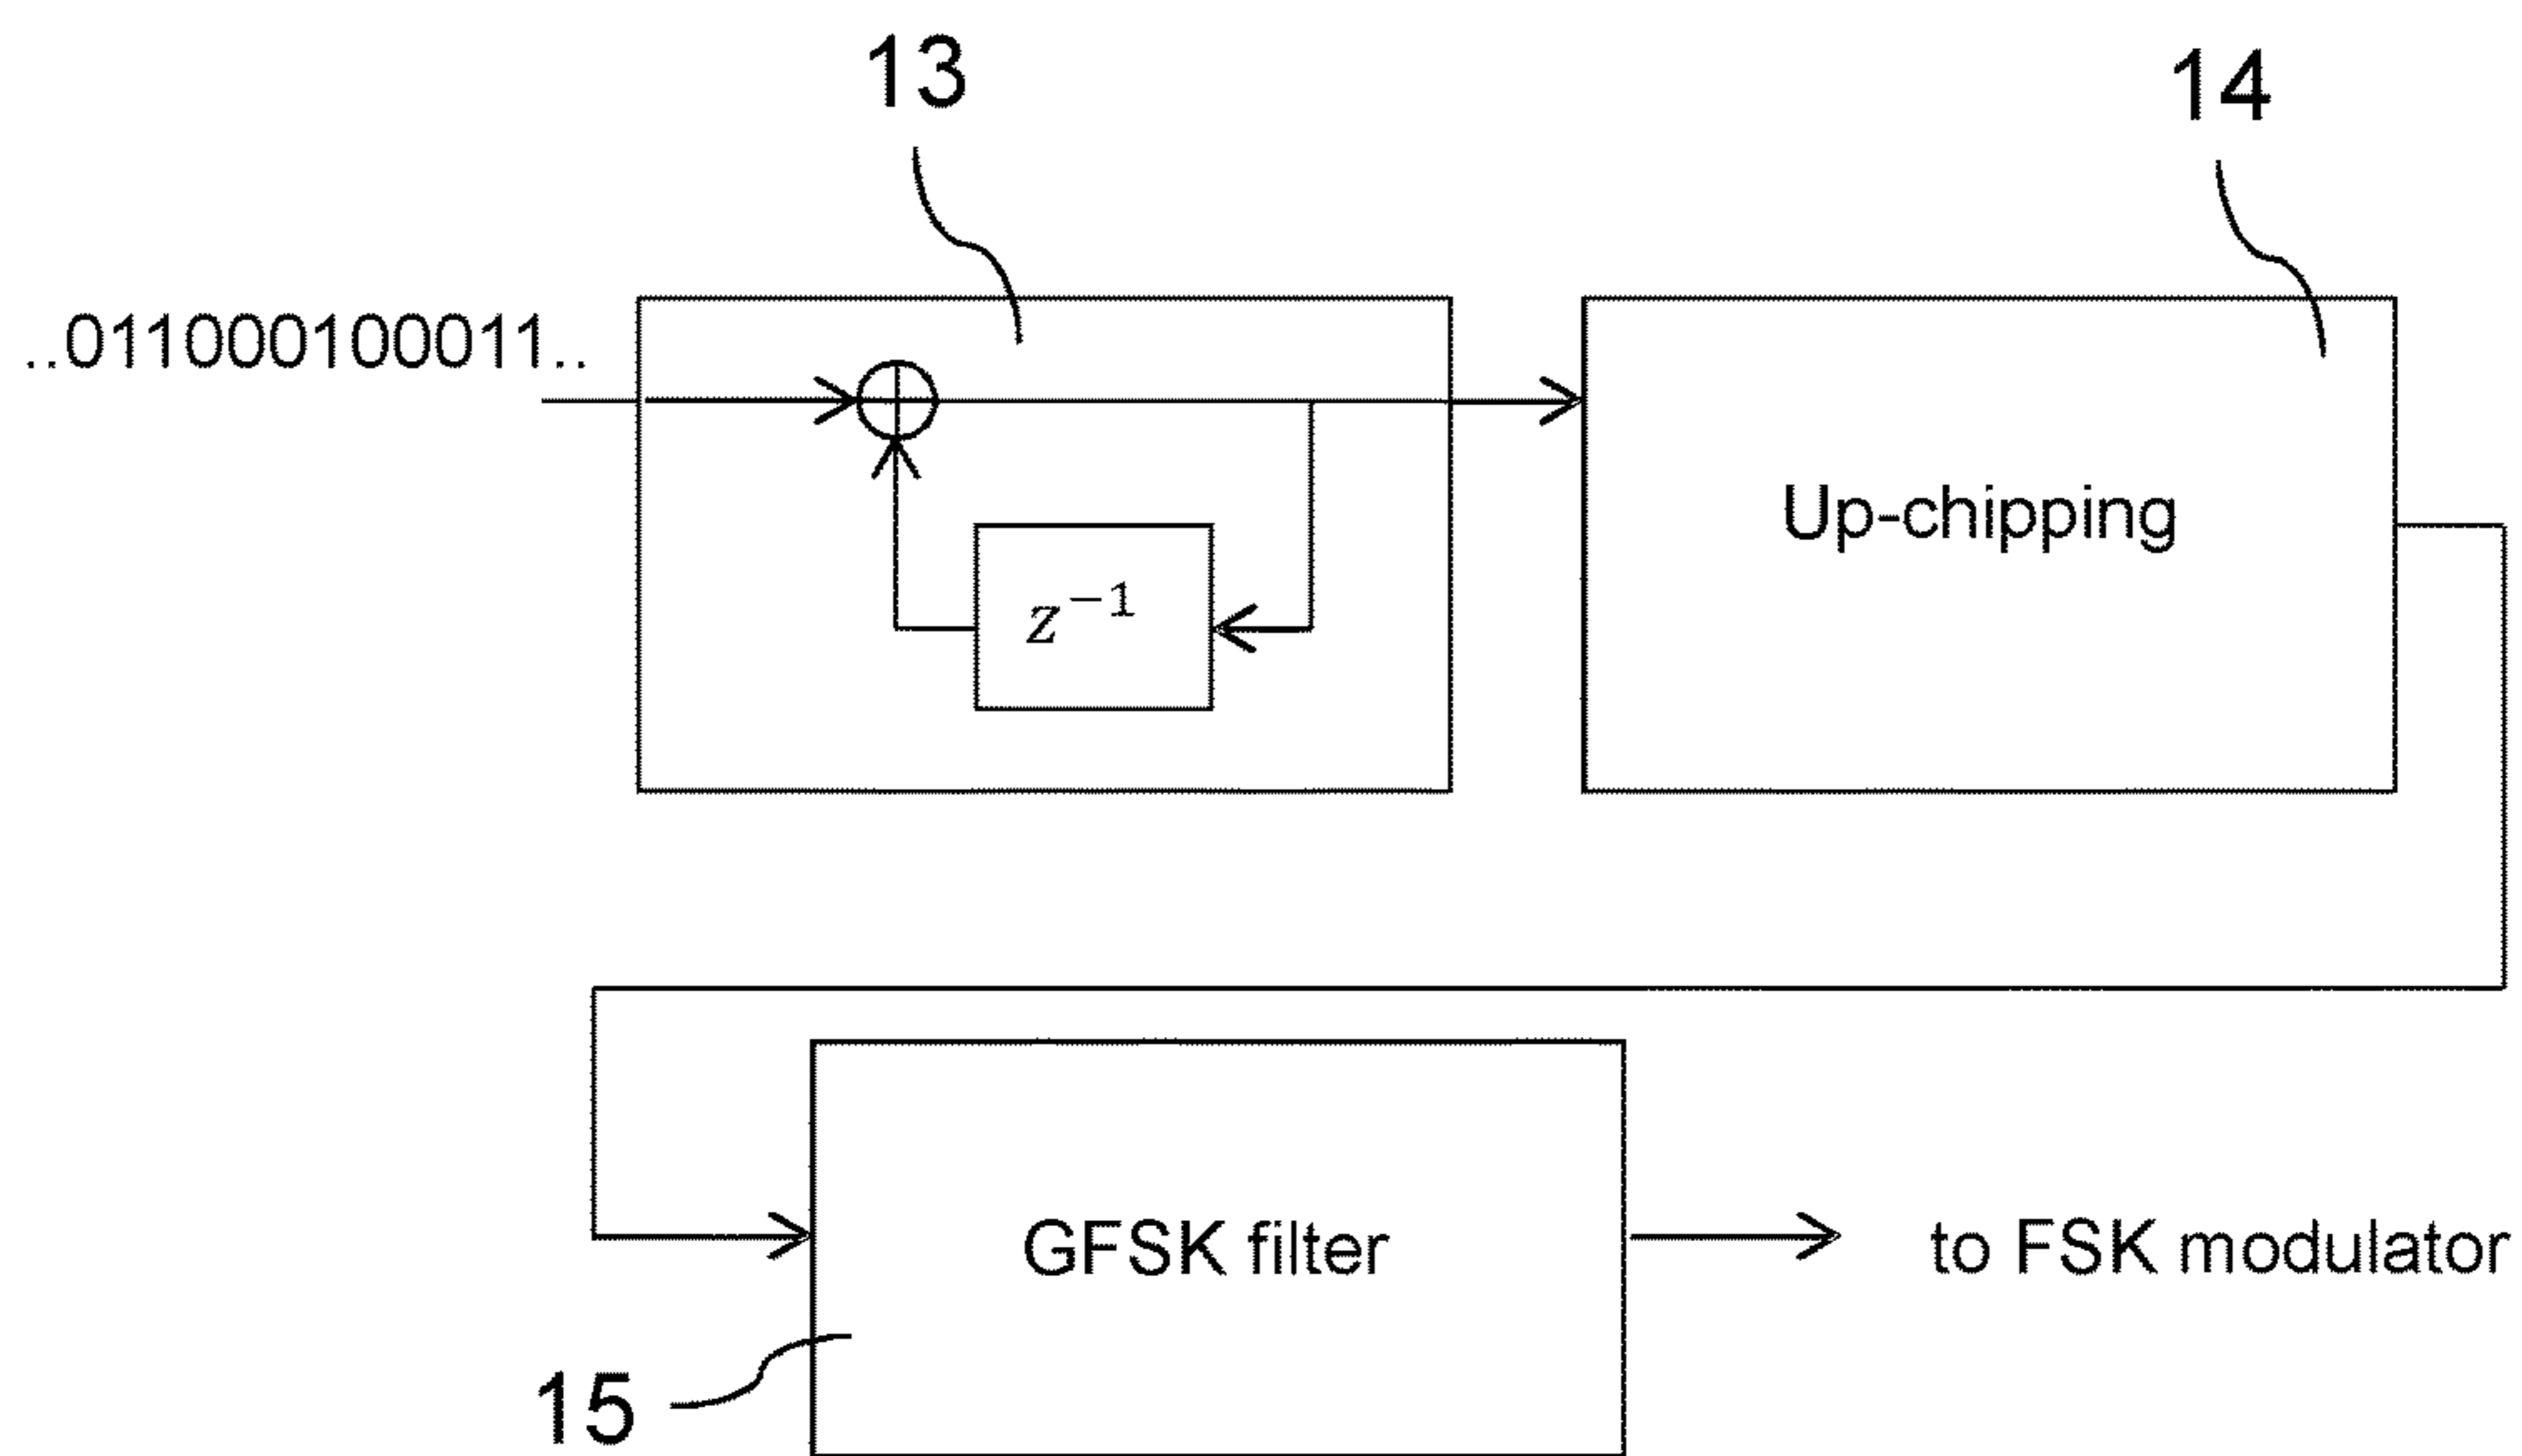 13
14
..011000100011..
Up-chipping
z⁻¹
GFSK filter
to FSK modulator
15